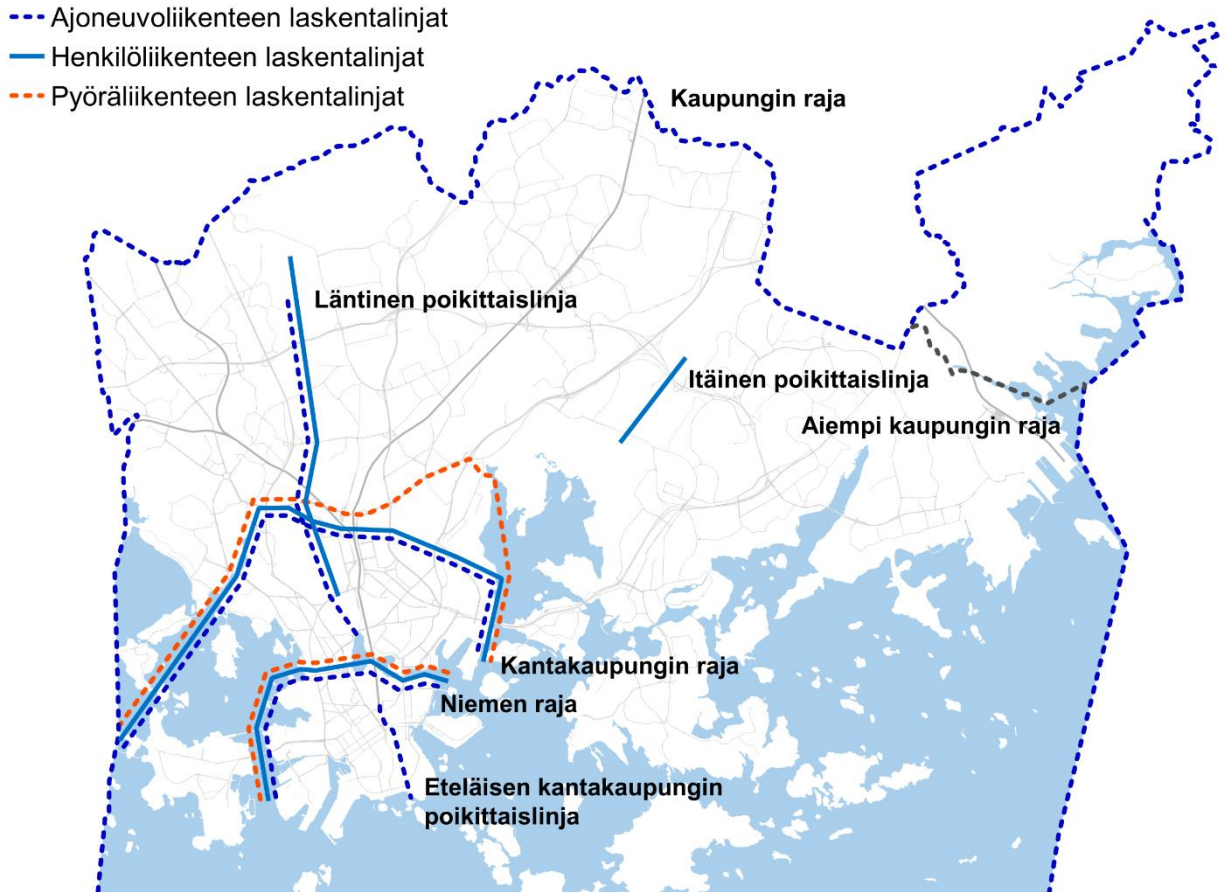 Ajoneuvoliikenteen laskentalinjat
Henkilöliikenteen laskentalinjat
Pyöräliikenteen laskentalinjat
Kaupungin raja
Läntinen poikittaislinja
Itäinen poikittaislinja
Aiempi kaupungin raja
Kantakaupungin raja
Niemen raja
Eteläisen kantakaupungin
poikittaislinja